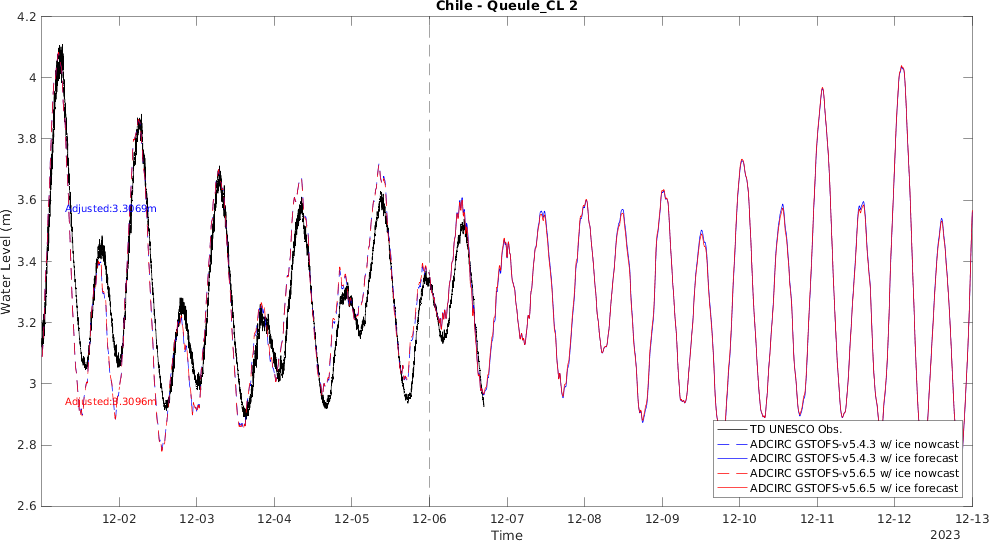 Chile - Queule_CL 2
4.2
4
3.8
3.6
3.4
3.2
3
2.8
2.6
Water Level (m)
Adjusted:3.3069m
Adjusted:3.3096m
TD UNESCO Obs.
ADCIRC GSTOFS-v5.4.3 w/ ice nowcast
ADCIRC GSTOFS-v5.4.3 w/ ice forecast
ADCIRC GSTOFS-v5.6.5 w/ ice nowcast
ADCIRC GSTOFS-v5.6.5 w/ ice forecast
12-02 12-03 12-04 12-05 12-06 12-07 12-08 12-09 12-10 12-11 12-12 12-13
Time
2023